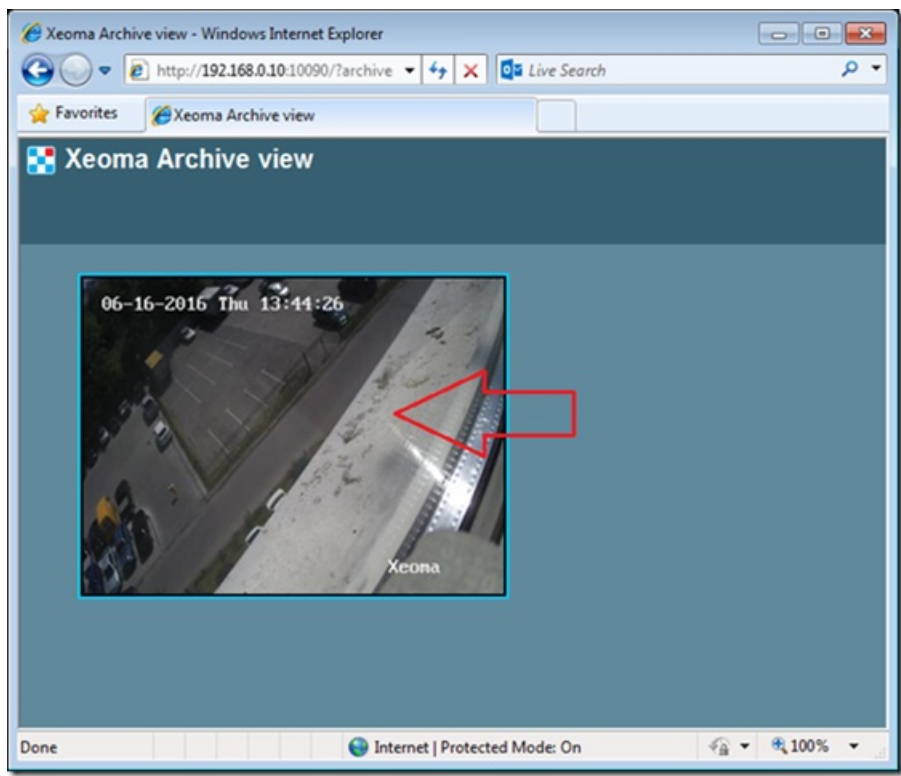 Xeoma Archive view - Windows Internet Explorer
http://192.168.0.10:10090/?archive
Live Search
Favorites
Xeoma Archive view
Xeoma Archive view
06-16-2016 Thu 13:44:26
Xeoma
Done
Internet | Protected Mode: On
100%